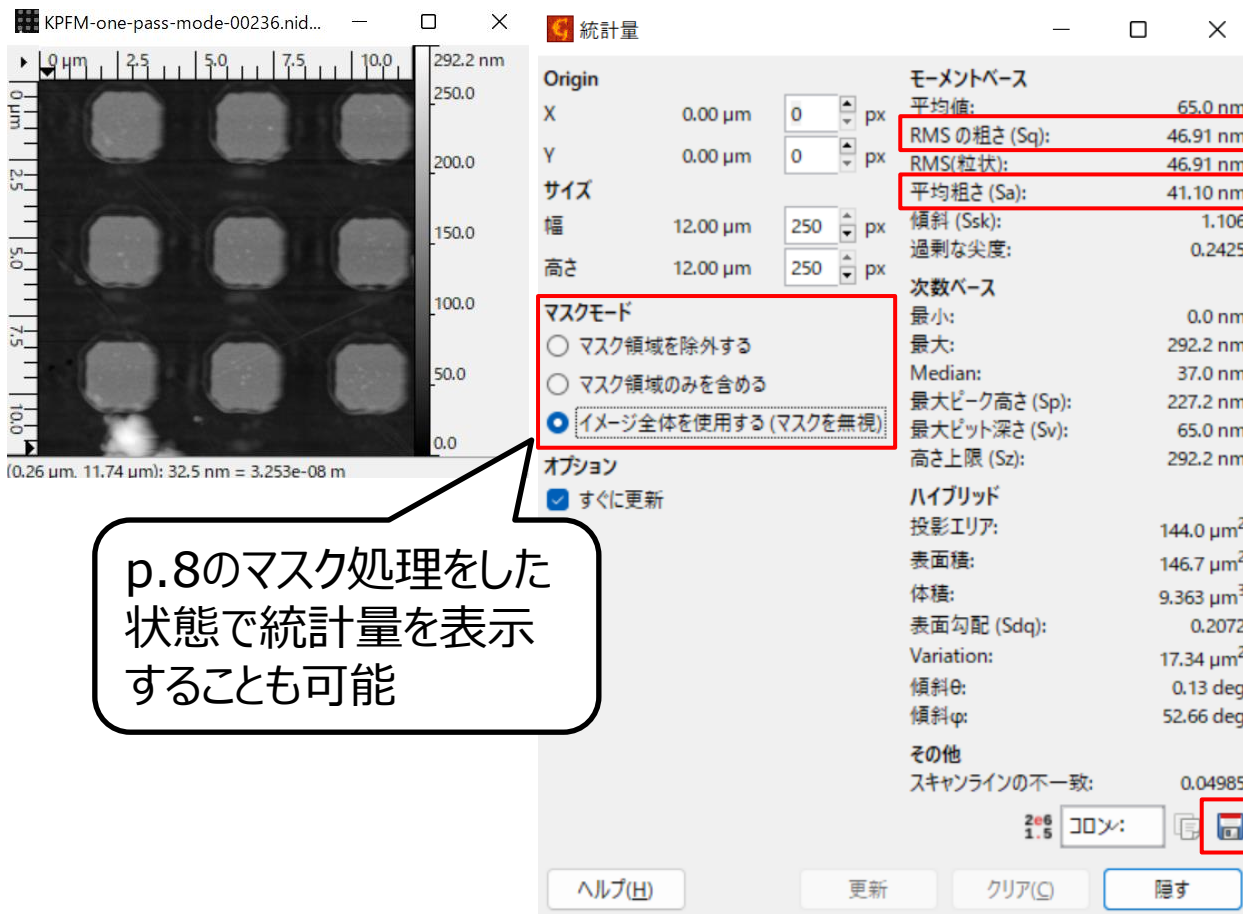 KPFM-one-pass-mode-00236.nid...
0 μm 2.5 5.0 7.5 10.0
292.2 nm
250.0
200.0
150.0
100.0
50.0
0.0
0 μm
2.5
5.0
7.5
10.0
(0.26 μm, 11.74 μm): 32.5 nm = 3.253e-08 m
p.8のマスク処理をした
状態で統計量を表示
することも可能
統計量
Origin
X 0.00 μm 0 px
Y 0.00 μm 0 px
サイズ
幅 12.00 μm 250 px
高さ 12.00 μm 250 px
マスクモード
マスク領域を除外する
マスク領域のみを含める
イメージ全体を使用する (マスクを無視)
オプション
すぐに更新
モーメントベース
平均値: 65.0 nm
RMS の粗さ (Sq): 46.91 nm
RMS(粒状): 46.91 nm
平均粗さ (Sa): 41.10 nm
傾斜 (Ssk): 1.106
過剰な尖度: 0.2425
次数ベース
最小: 0.0 nm
最大: 292.2 nm
Median: 37.0 nm
最大ピーク高さ (Sp): 227.2 nm
最大ピット深さ (Sv): 65.0 nm
高さ上限 (Sz): 292.2 nm
ハイブリッド
投影エリア: 144.0 μm²
表面積: 146.7 μm²
体積: 9.363 μm³
表面勾配 (Sdq): 0.2072
Variation: 17.34 μm²
傾斜θ: 0.13 deg
傾斜φ: 52.66 deg
その他
スキャンラインの不一致: 0.04985
2e6
1.5
コロン:
ヘルプ(H) 更新 クリア(C) 隠す